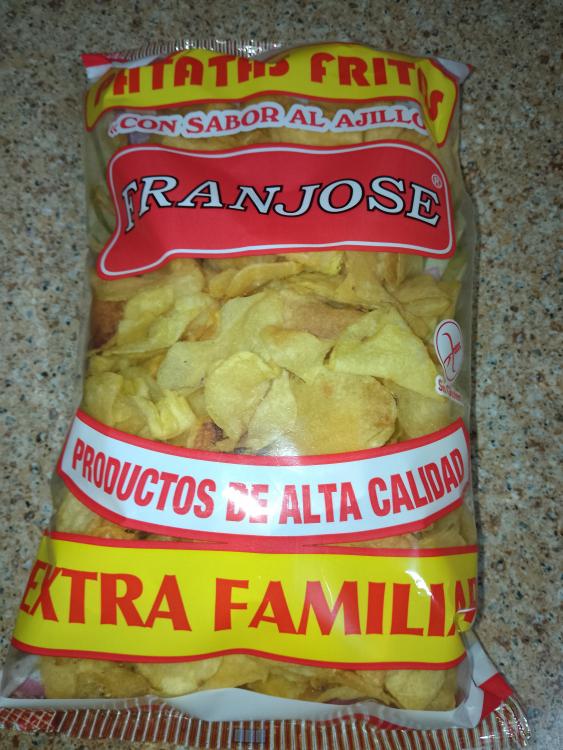 PATATAS FRITAS
«CON SABOR AL AJILLO
FRANJOSE®
PRODUCTOS DE ALTA CALIDAD
EXTRA FAMILIAR